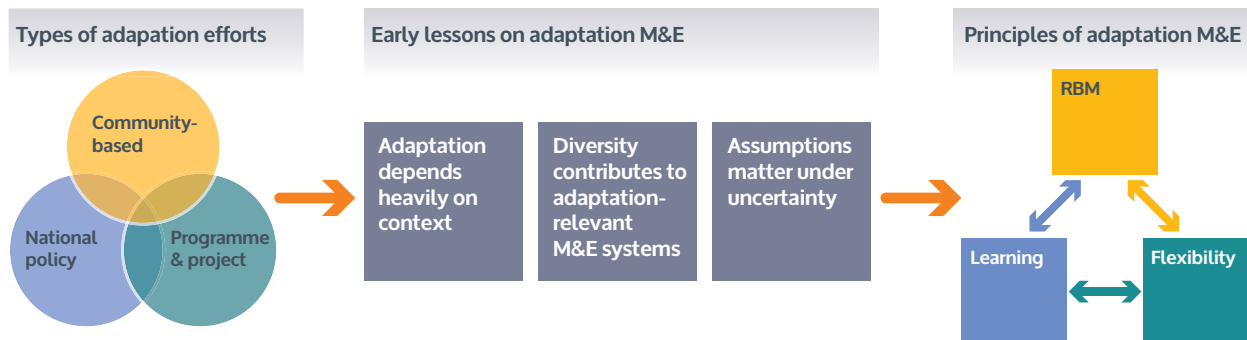 Types of adapation efforts
Community-
based
National
policy
Programme
& project
Early lessons on adaptation M&E
Adaptation
depends
heavily on
context
Diversity
contributes to
adaptation-
relevant
M&E systems
Assumptions
matter under
uncertainty
Principles of adaptation M&E
RBM
Learning
Flexibility